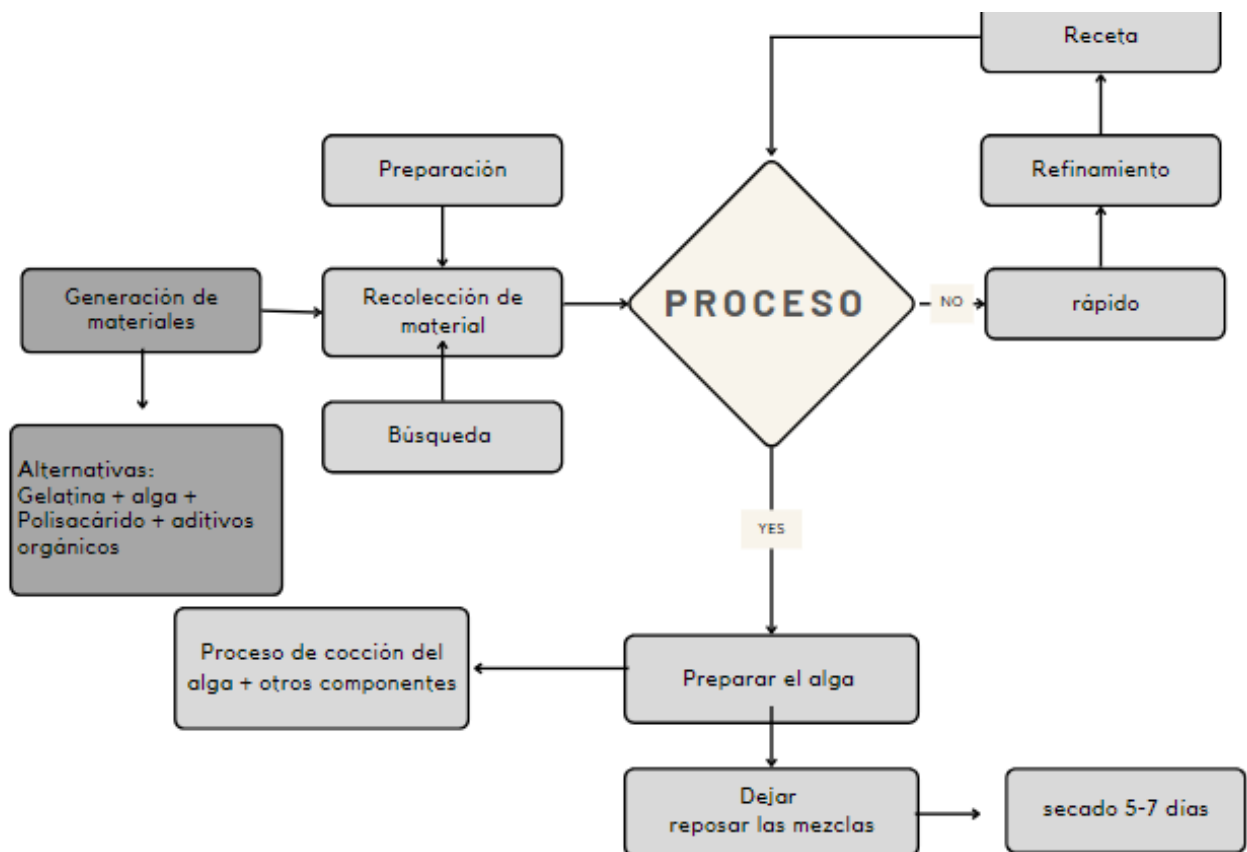 Receta
Preparación
Refinamiento
Generación de
materiales
Recolección de
material
PROCESO
NO
rápido
Búsqueda
Alternativas:
Gelatina + alga +
Polisacárido + aditivos
orgánicos
YES
Proceso de cocción del
alga + otros componentes
Preparar el alga
Dejar
reposar las mezclas
secado 5-7 días